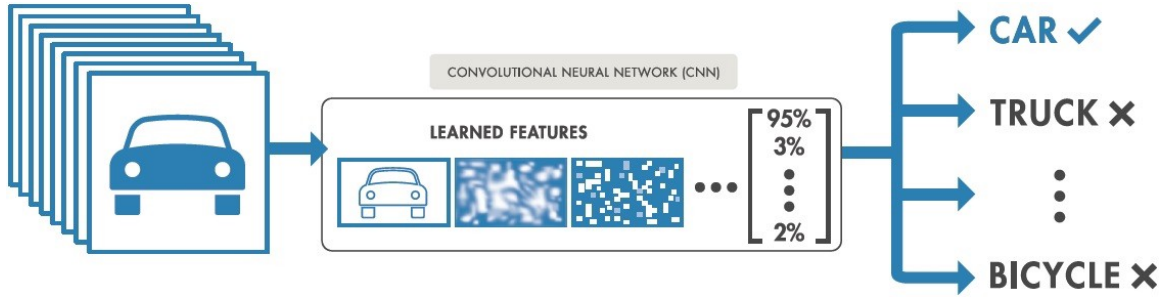 CONVOLUTIONAL NEURAL NETWORK (CNN)
LEARNED FEATURES
95%
3%
2%
CAR
TRUCK
BICYCLE